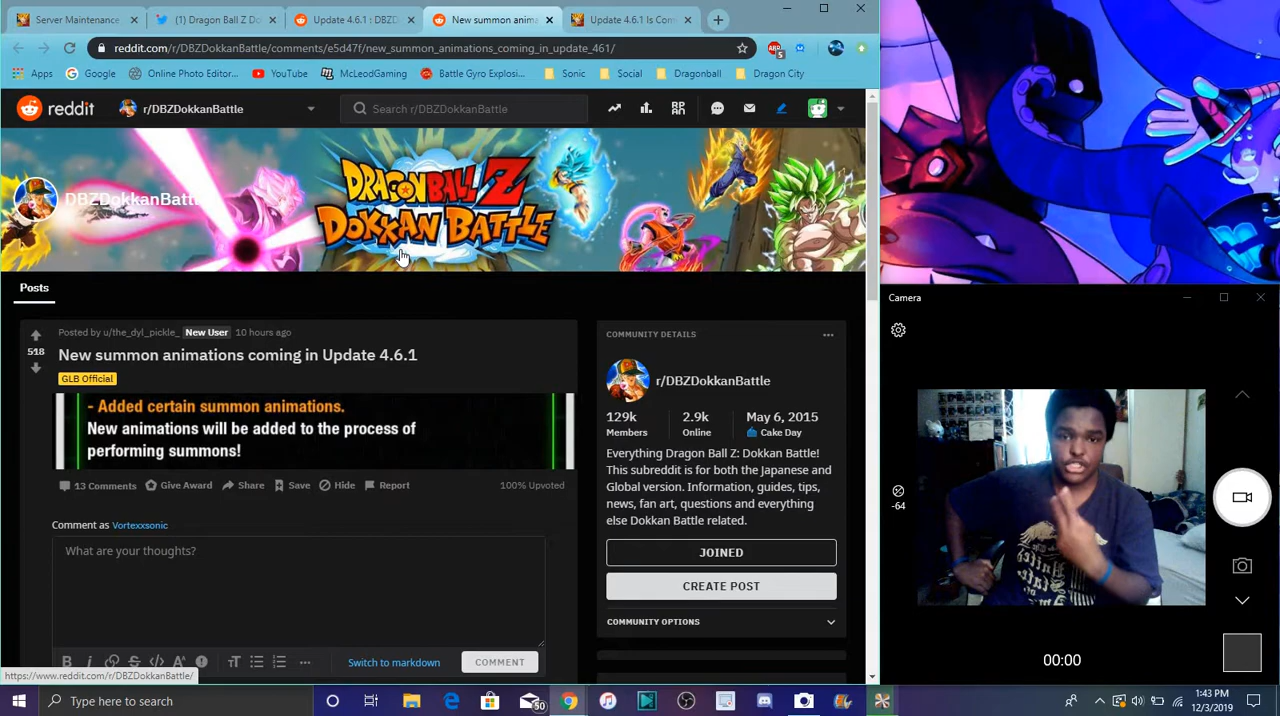 Server Maintenance,
(1) Dragon Ball Z Do
Update 4.6.1 : DBZD
New summon anima
Update 4.6.1 Is Com
reddit.com/r/DBZDokkanBattle/comments/e5d47f/new_summon_animations_coming_in_update_461/
Apps
Google
Online Photo Editor...
YouTube
McLeodGaming
Battle Gyro Explosi...
Sonic
Social
Dragonball
Dragon City
reddit
r/DBZDokkanBattle
Search r/DBZDokkanBattle
DBZDokkanBattl
DRAGON BALL Z
DOKKAN BATTLE
Posts
Posted by u/the_dyl_pickle_ New User 10 hours ago
518
New summon animations coming in Update 4.6.1
GLB Official
- Added certain summon animations.
New animations will be added to the process of
performing summons!
13 Comments
Give Award
Share
Save
Hide
Report
100% Upvoted
Comment as Vortexxsonic
What are your thoughts?
B i
Switch to markdown
COMMENT
https://www.reddit.com/r/DBZDokkanBattle/
COMMUNITY DETAILS
r/DBZDokkanBattle
129k
Members
2.9k
Online
May 6, 2015
Cake Day
Everything Dragon Ball Z: Dokkan Battle!
This subreddit is for both the Japanese and
Global version. Information, guides, tips,
news, fan art, questions and everything
else Dokkan Battle related.
JOINED
CREATE POST
COMMUNITY OPTIONS
Camera
-64
00:00
Type here to search
50
1:43 PM
12/3/2019